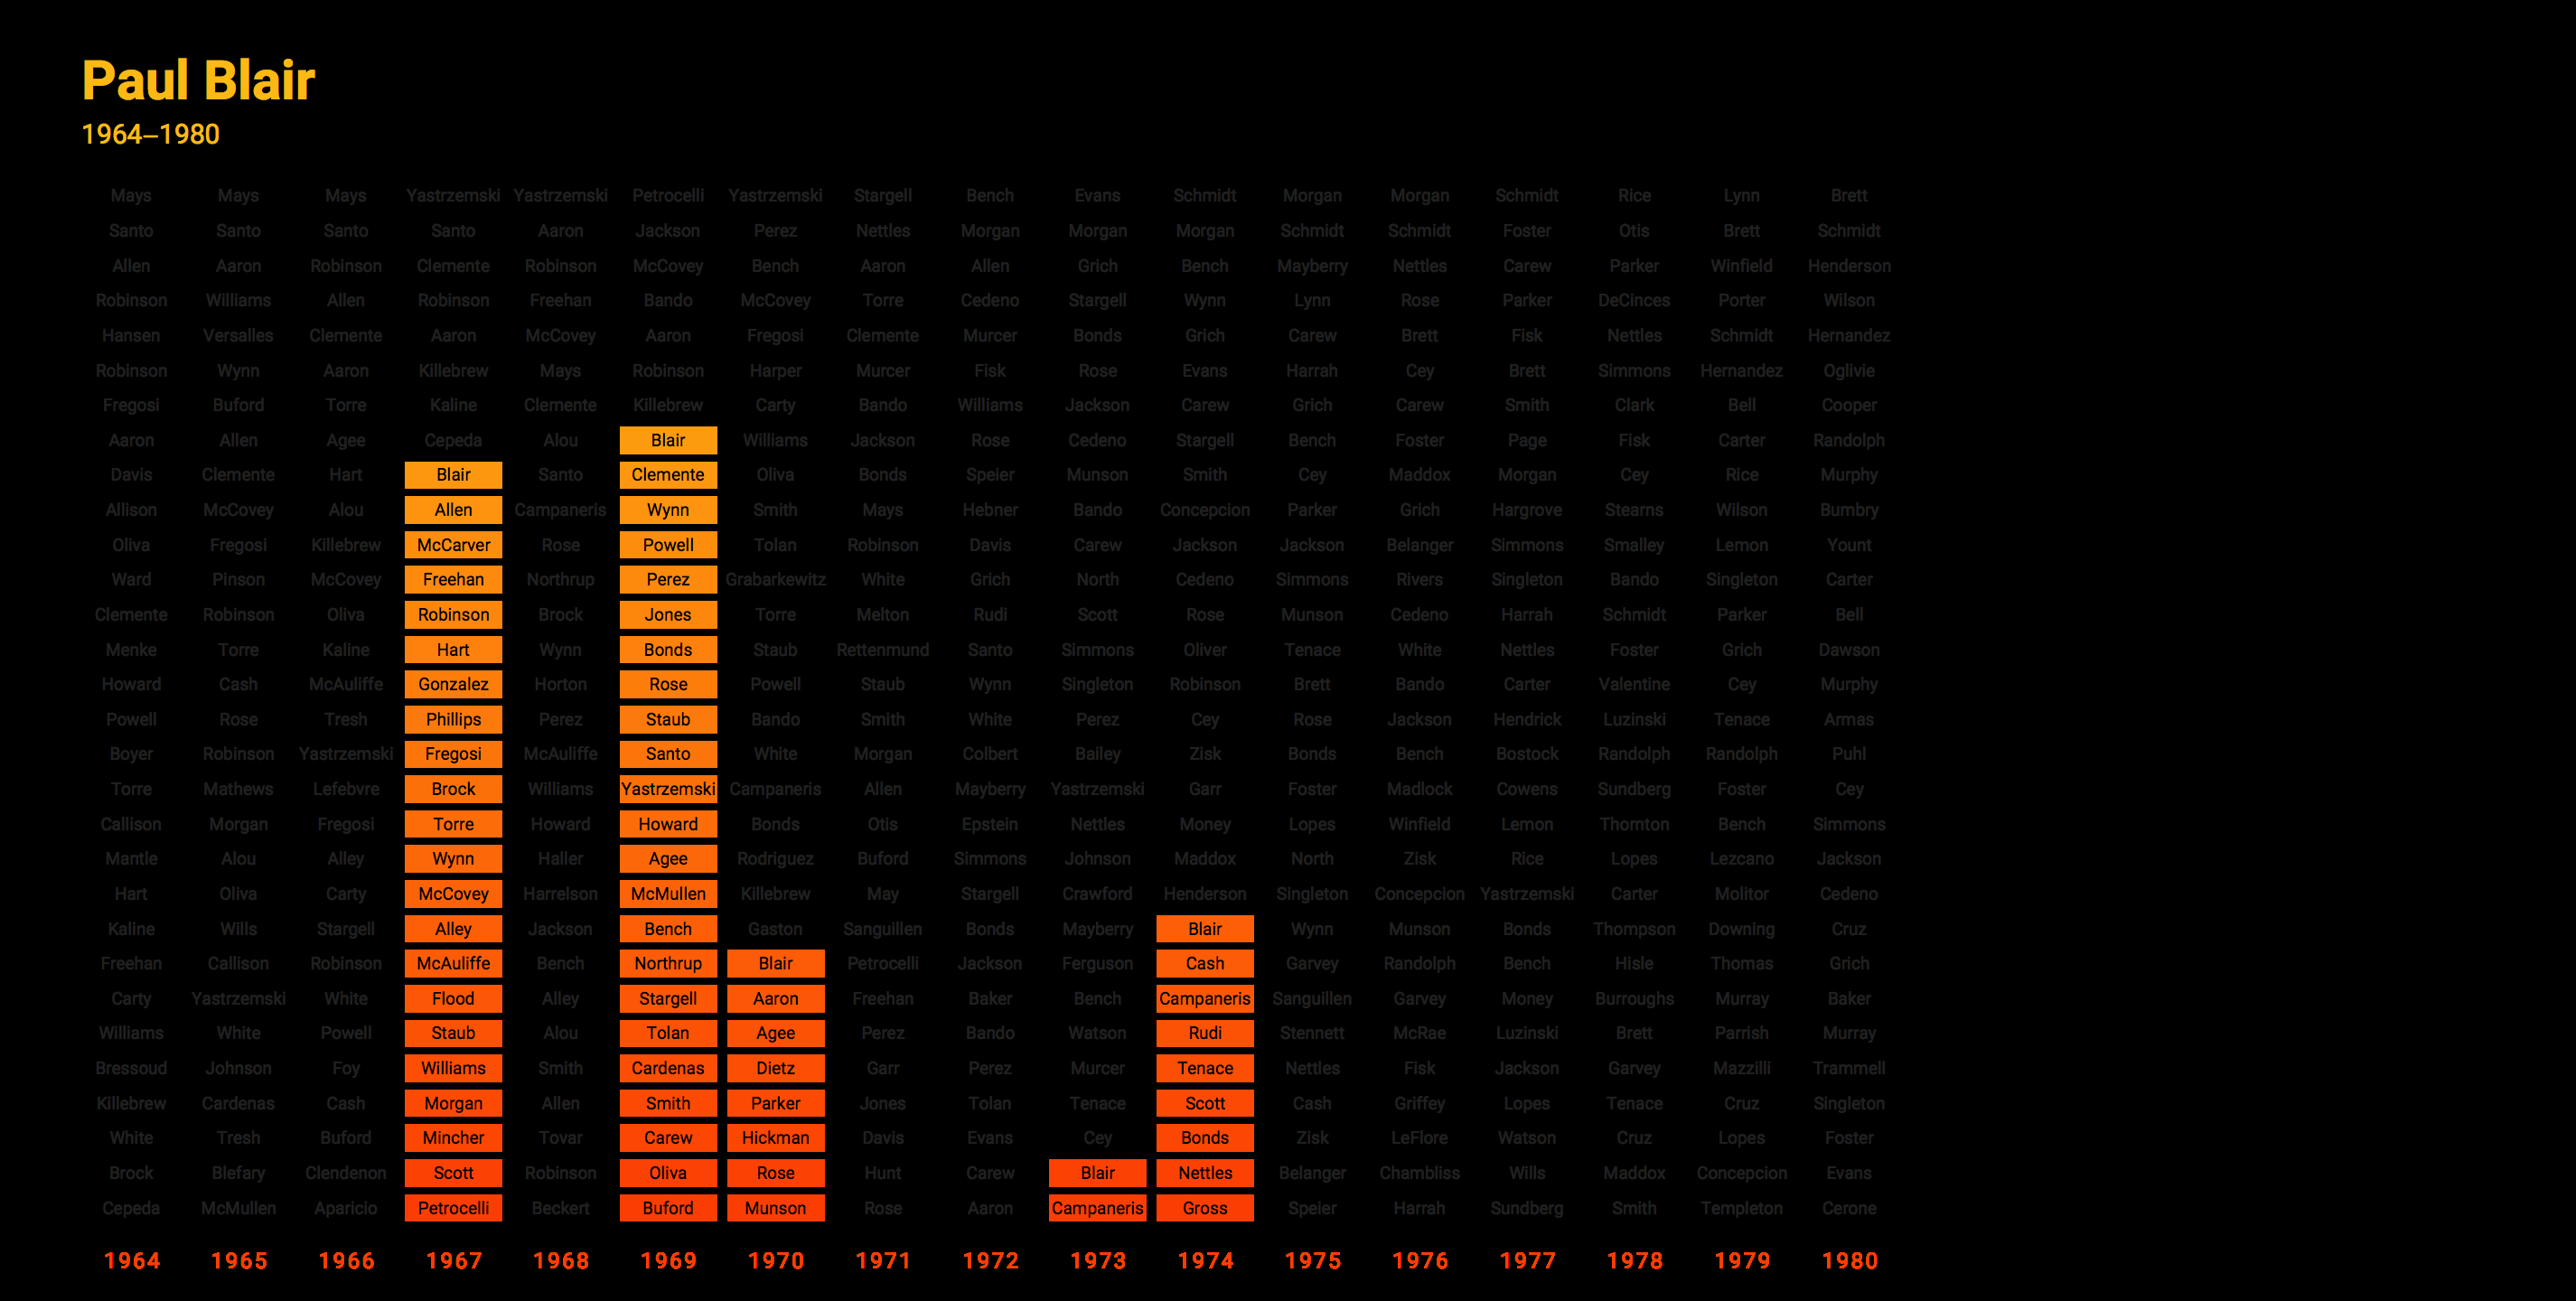 Paul Blair
1964–1980
Mays Mays Mays Yastrzemski Yastrzemski Petrocelli Yastrzemski Stargell Bench Evans Schmidt Morgan Morgan Schmidt Rice Lynn Brett
Santo Santo Santo Santo Aaron Jackson Perez Nettles Morgan Morgan Morgan Schmidt Schmidt Foster Otis Brett Schmidt
Allen Aaron Robinson Clemente Robinson McCovey Bench Aaron Allen Grich Bench Mayberry Nettles Carew Parker Winfield Henderson
Robinson Williams Allen Robinson Freehan Bando McCovey Torre Cedeno Stargell Wynn Lynn Rose Parker DeCinces Porter Wilson
Hansen Versalles Clemente Aaron McCovey Aaron Fregosi Clemente Murcer Bonds Grich Carew Brett Fisk Nettles Schmidt Hernandez
Robinson Wynn Aaron Killebrew Mays Robinson Harper Murcer Fisk Rose Evans Harrah Cey Brett Simmons Hernandez Oglivie
Fregosi Buford Torre Kaline Clemente Killebrew Carty Bando Williams Jackson Carew Grich Carew Smith Clark Bell Cooper
Aaron Allen Agee Cepeda Alou Blair Williams Jackson Rose Cedeno Stargell Bench Foster Page Fisk Carter Randolph
Davis Clemente Hart Blair Santo Clemente Oliva Bonds Speier Munson Smith Cey Maddox Morgan Cey Rice Murphy
Allison McCovey Alou Allen Campaneris Wynn Smith Mays Hebner Bando Concepcion Parker Grich Hargrove Stearns Wilson Bumbry
Oliva Fregosi Killebrew McCarver Rose Powell Tolan Robinson Davis Carew Jackson Jackson Belanger Simmons Smalley Lemon Yount
Ward Pinson McCovey Freehan Northrup Perez Grabarkewitz White Grich North Cedeno Simmons Rivers Singleton Bando Singleton Carter
Clemente Robinson Oliva Robinson Brock Jones Torre Melton Rudi Scott Rose Munson Cedeno Harrah Schmidt Parker Bell
Menke Torre Kaline Hart Wynn Bonds Staub Rettenmund Santo Simmons Oliver Tenace White Nettles Foster Grich Dawson
Howard Cash McAuliffe Gonzalez Horton Rose Powell Staub Wynn Singleton Robinson Brett Bando Carter Valentine Cey Murphy
Powell Rose Tresh Phillips Perez Staub Bando Smith White Perez Cey Rose Jackson Hendrick Luzinski Tenace Armas
Boyer Robinson Yastrzemski Fregosi McAuliffe Santo White Morgan Colbert Bailey Zisk Bonds Bench Bostock Randolph Randolph Puhl
Torre Mathews Lefebvre Brock Williams Yastrzemski Campaneris Allen Mayberry Yastrzemski Garr Foster Madlock Cowens Sundberg Foster Cey
Callison Morgan Fregosi Torre Howard Howard Bonds Otis Epstein Nettles Money Lopes Winfield Lemon Thornton Bench Simmons
Mantle Alou Alley Wynn Haller Agee Rodriguez Buford Simmons Johnson Maddox North Zisk Rice Lopes Lezcano Jackson
Hart Oliva Carty McCovey Harrelson McMullen Killebrew May Stargell Crawford Henderson Singleton Concepcion Yastrzemski Carter Molitor Cedeno
Kaline Wills Stargell Alley Jackson Bench Gaston Sanguillen Bonds Mayberry Blair Wynn Munson Bonds Thompson Downing Cruz
Freehan Callison Robinson McAuliffe Bench Northrup Blair Petrocelli Jackson Ferguson Cash Garvey Randolph Bench Hisle Thomas Grich
Carty Yastrzemski White Flood Alley Stargell Aaron Freehan Baker Bench Campaneris Sanguillen Garvey Money Burroughs Murray Baker
Williams White Powell Staub Alou Tolan Agee Perez Bando Watson Rudi Stennett McRae Luzinski Brett Parrish Murray
Bressoud Johnson Foy Williams Smith Cardenas Dietz Garr Perez Murcer Tenace Nettles Fisk Jackson Garvey Mazzilli Trammell
Killebrew Cardenas Cash Morgan Allen Smith Parker Jones Tolan Tenace Scott Cash Griffey Lopes Tenace Cruz Singleton
White Tresh Buford Mincher Tovar Carew Hickman Davis Evans Cey Bonds Zisk LeFlore Watson Cruz Lopes Foster
Brock Blefary Clendenon Scott Robinson Oliva Rose Hunt Carew Blair Nettles Belanger Chambliss Wills Maddox Concepcion Evans
Cepeda McMullen Aparicio Petrocelli Beckert Buford Munson Rose Aaron Campaneris Gross Speier Harrah Sundberg Smith Templeton Cerone
1964 1965 1966 1967 1968 1969 1970 1971 1972 1973 1974 1975 1976 1977 1978 1979 1980